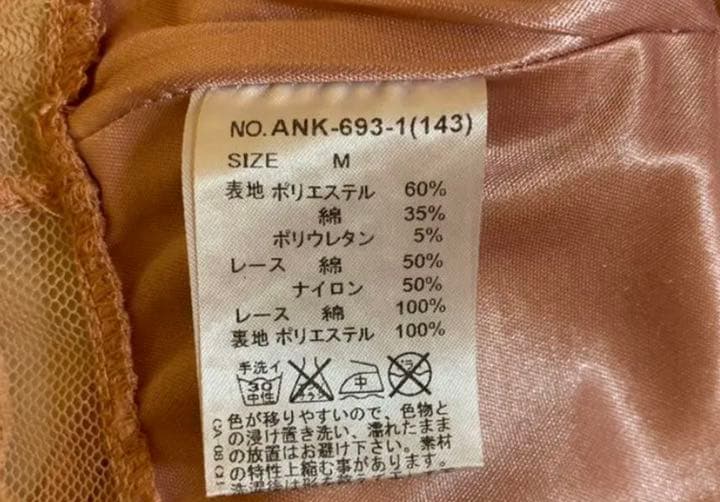 NO. ANK-693-1(143)
SIZE M
表地 ポリエステル 60%
綿 35%
ポリウレタン 5%
レース 綿 50%
ナイロン 50%
レース 綿 100%
裏地 ポリエステル 100%
手洗イ
30 中
中性
色が移りやすいので、色物と
の浸け置き洗い、濡れたまま
の放置はお避け下さい。素材
の特性上縮む事があります。